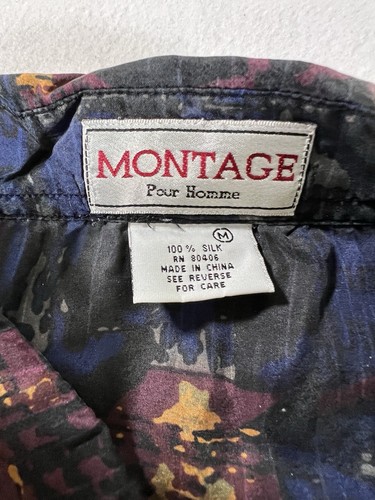 MONTAGE
Pour Homme
M
100% SILK
RN 80406
MADE IN CHINA
SEE REVERSE
FOR CARE